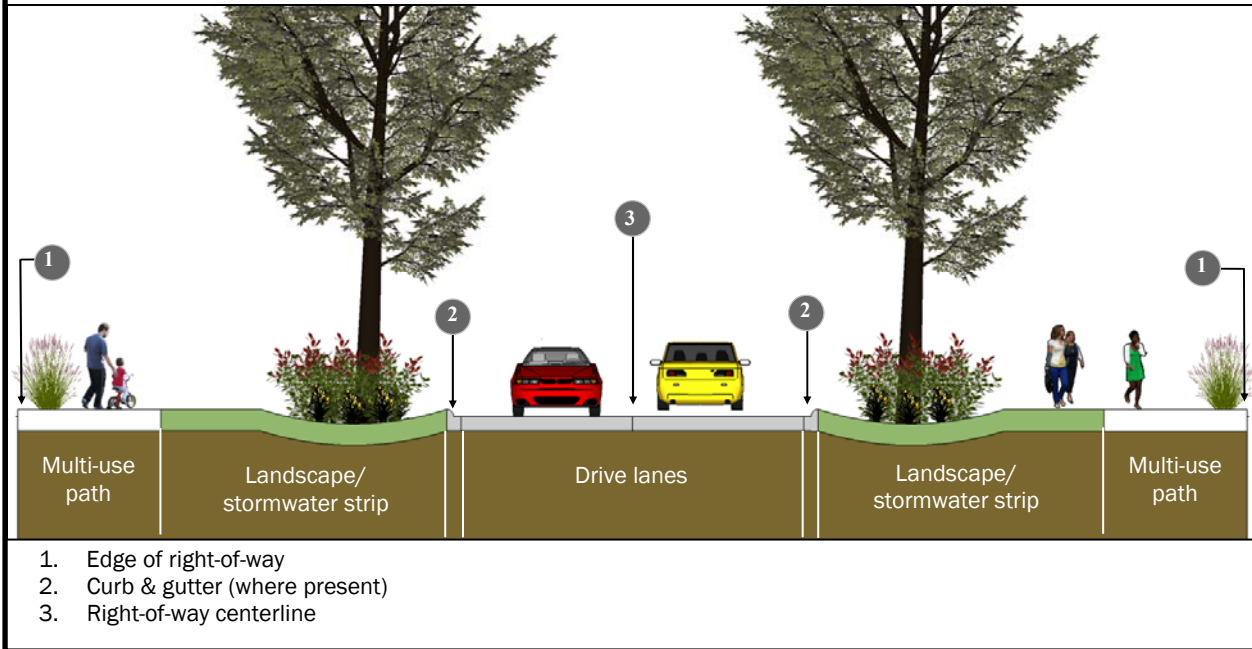 3
1
1
2
2
Multi-use
path
Landscape/
stormwater strip
Drive lanes
Landscape/
stormwater strip
Multi-use
path
1. Edge of right-of-way
2. Curb & gutter (where present)
3. Right-of-way centerline